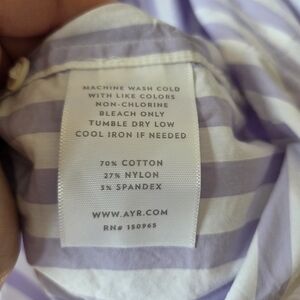 MACHINE WASH COLD
WITH LIKE COLORS
NON-CHLORINE
BLEACH ONLY
TUMBLE DRY LOW
COOL IRON IF NEEDED
70% COTTON
27% NYLON
3% SPANDEX
WWW.AYR.COM
RN# 150965